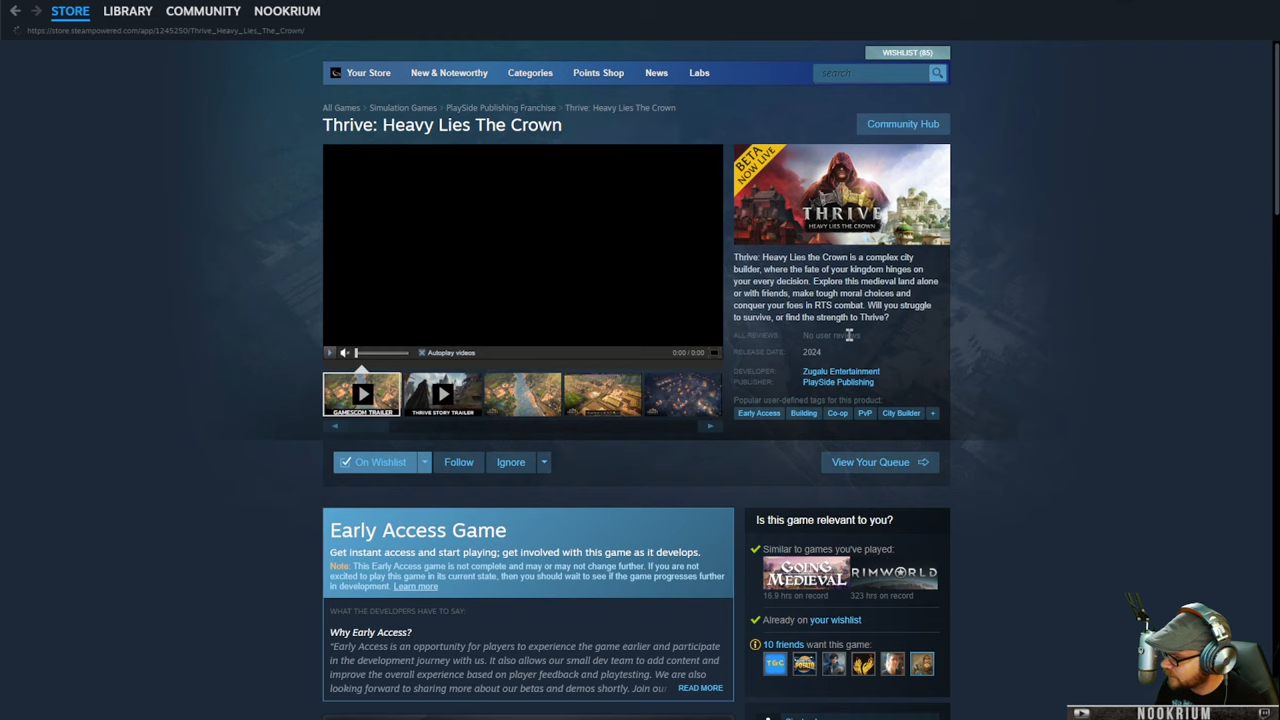 STORE LIBRARY COMMUNITY NOOKRIUM
https://store.steampowered.com/app/1245250/Thrive_Heavy_Lies_The_Crown/
WISHLIST (85)
Your Store New & Noteworthy Categories Points Shop News Labs search
All Games > Simulation Games > PlaySide Publishing Franchise > Thrive: Heavy Lies The Crown
Thrive: Heavy Lies The Crown
Community Hub
BETA
NOW LIVE
THRIVE
HEAVY LIES THE CROWN
Thrive: Heavy Lies the Crown is a complex city
builder, where the fate of your kingdom hinges on
your every decision. Explore this medieval land alone
or with friends, make tough moral choices and
conquer your foes in RTS combat. Will you struggle
to survive, or find the strength to Thrive?
ALL REVIEWS: No user reviews
RELEASE DATE: 2024
DEVELOPER: Zugalu Entertainment
PUBLISHER: PlaySide Publishing
Popular user-defined tags for this product:
Early Access Building Co-op PvP City Builder +
Autoplay videos 0:00 / 0:00
GAMESCOM TRAILER THRIVE STORY TRAILER
On Wishlist Follow Ignore View Your Queue
Early Access Game
Get instant access and start playing; get involved with this game as it develops.
Note: This Early Access game is not complete and may or may not change further. If you are not
excited to play this game in its current state, then you should wait to see if the game progresses further
in development. Learn more
WHAT THE DEVELOPERS HAVE TO SAY:
Why Early Access?
"Early Access is an opportunity for players to experience the game earlier and participate
in the development journey with us. It also allows our small dev team to add content and
improve the overall experience based on player feedback and playtesting. We are also
looking forward to sharing more about our betas and demos shortly. Join our READ MORE
Is this game relevant to you?
Similar to games you've played:
GOING MEDIEVAL RIMWORLD
16.9 hrs on record 323 hrs on record
Already on your wishlist
10 friends want this game:
TGC
NOOKRIUM